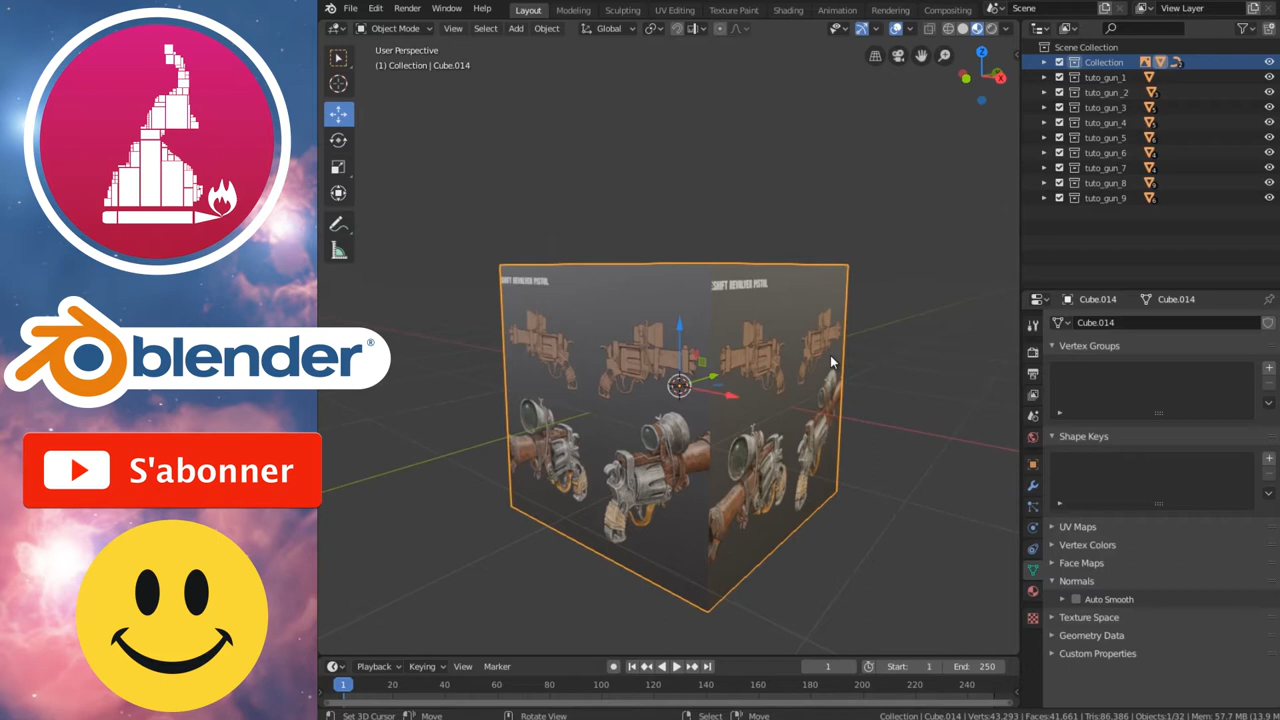 File Edit Render Window Help Layout Modeling Sculpting UV Editing Texture Paint Shading Animation Rendering Compositing Scene View Layer
Object Mode View Select Add Object Global
User Perspective
(1) Collection | Cube.014
Z
X
Scene Collection
Collection
tuto_gun_1
tuto_gun_2
tuto_gun_3
tuto_gun_4
tuto_gun_5
tuto_gun_6
tuto_gun_7
tuto_gun_8
tuto_gun_9
SHIFT REVOLVER PISTOL
ESHIFT REVOLVER PISTOL
blender®
S'abonner
Cube.014 Cube.014
Cube.014
Vertex Groups
Shape Keys
UV Maps
Vertex Colors
Face Maps
Normals
Auto Smooth
Texture Space
Geometry Data
Custom Properties
Playback Keying View Marker 1 Start: 1 End: 250
1 20 40 60 80 100 120 140 160 180 200 220 240
Set 3D Cursor Move Rotate View Select Move Collection | Cube.014 Verts:43,293 Faces:41,661 Tris:86,386 Objects:1/32 Mem: 57.7 MB